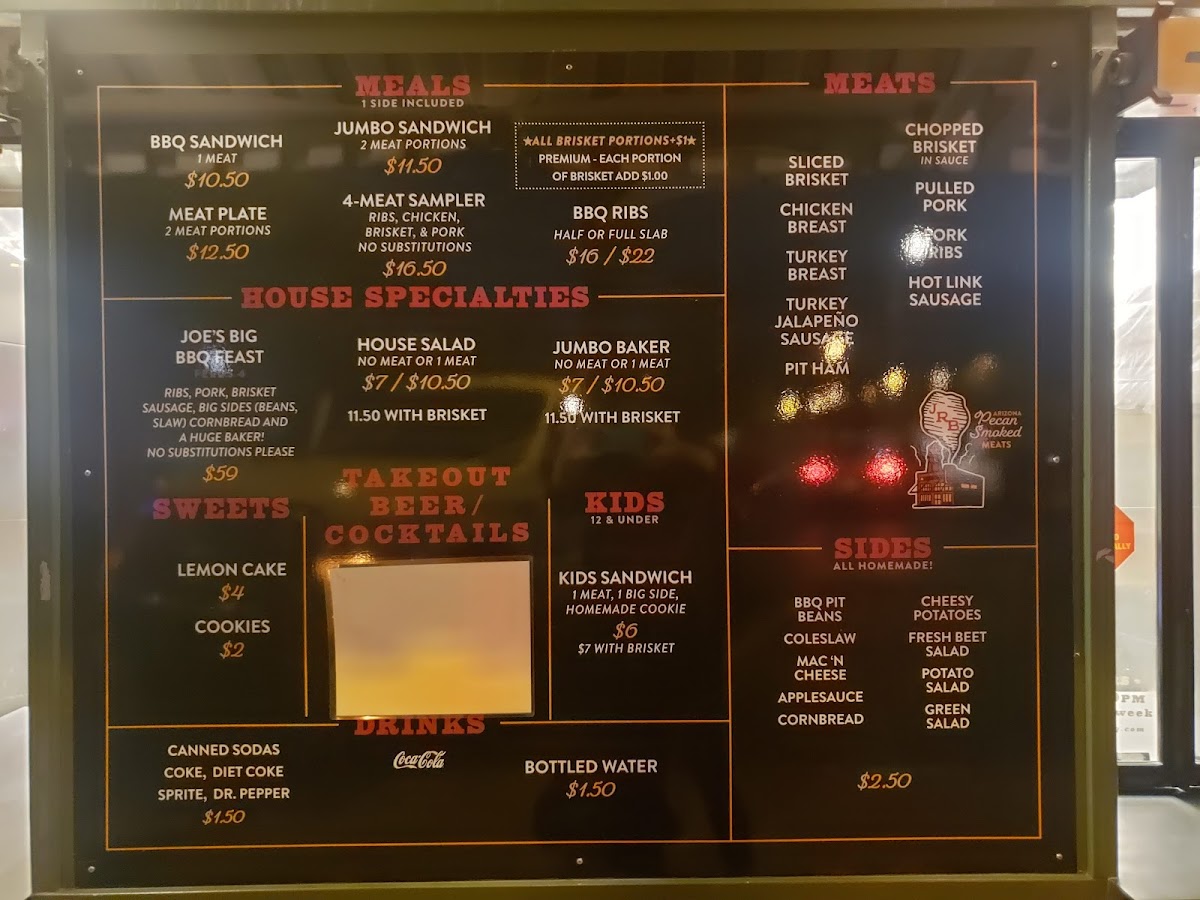 MEALS
1 SIDE INCLUDED
BBQ SANDWICH
1 MEAT
$10.50
JUMBO SANDWICH
2 MEAT PORTIONS
$11.50
★ALL BRISKET PORTIONS+$1★
PREMIUM - EACH PORTION
OF BRISKET ADD $1.00
MEAT PLATE
2 MEAT PORTIONS
$12.50
4-MEAT SAMPLER
RIBS, CHICKEN,
BRISKET, & PORK
NO SUBSTITUTIONS
$16.50
BBQ RIBS
HALF OR FULL SLAB
$16 / $22
HOUSE SPECIALTIES
JOE'S BIG
BBQ FEAST
RIBS, PORK, BRISKET
SAUSAGE, BIG SIDES (BEANS,
SLAW) CORNBREAD AND
A HUGE BAKER!
NO SUBSTITUTIONS PLEASE
$59
HOUSE SALAD
NO MEAT OR 1 MEAT
$7 / $10.50
11.50 WITH BRISKET
JUMBO BAKER
NO MEAT OR 1 MEAT
$7 / $10.50
11.50 WITH BRISKET
SWEETS
LEMON CAKE
$4
COOKIES
$2
TAKEOUT
BEER/
COCKTAILS
KIDS
12 & UNDER
KIDS SANDWICH
1 MEAT, 1 BIG SIDE,
HOMEMADE COOKIE
$6
$7 WITH BRISKET
DRINKS
CANNED SODAS
COKE, DIET COKE
SPRITE, DR. PEPPER
$1.50
Coca-Cola
BOTTLED WATER
$1.50
MEATS
SLICED
BRISKET
CHICKEN
BREAST
TURKEY
BREAST
TURKEY
JALAPEÑO
SAUSAGE
PIT HAM
CHOPPED
BRISKET
IN SAUCE
PULLED
PORK
PORK
RIBS
HOT LINK
SAUSAGE
JRB
ARIZONA
Pecan
Smoked
MEATS
SIDES
ALL HOMEMADE!
BBQ PIT
BEANS
COLESLAW
MAC 'N
CHEESE
APPLESAUCE
CORNBREAD
CHEESY
POTATOES
FRESH BEET
SALAD
POTATO
SALAD
GREEN
SALAD
$2.50